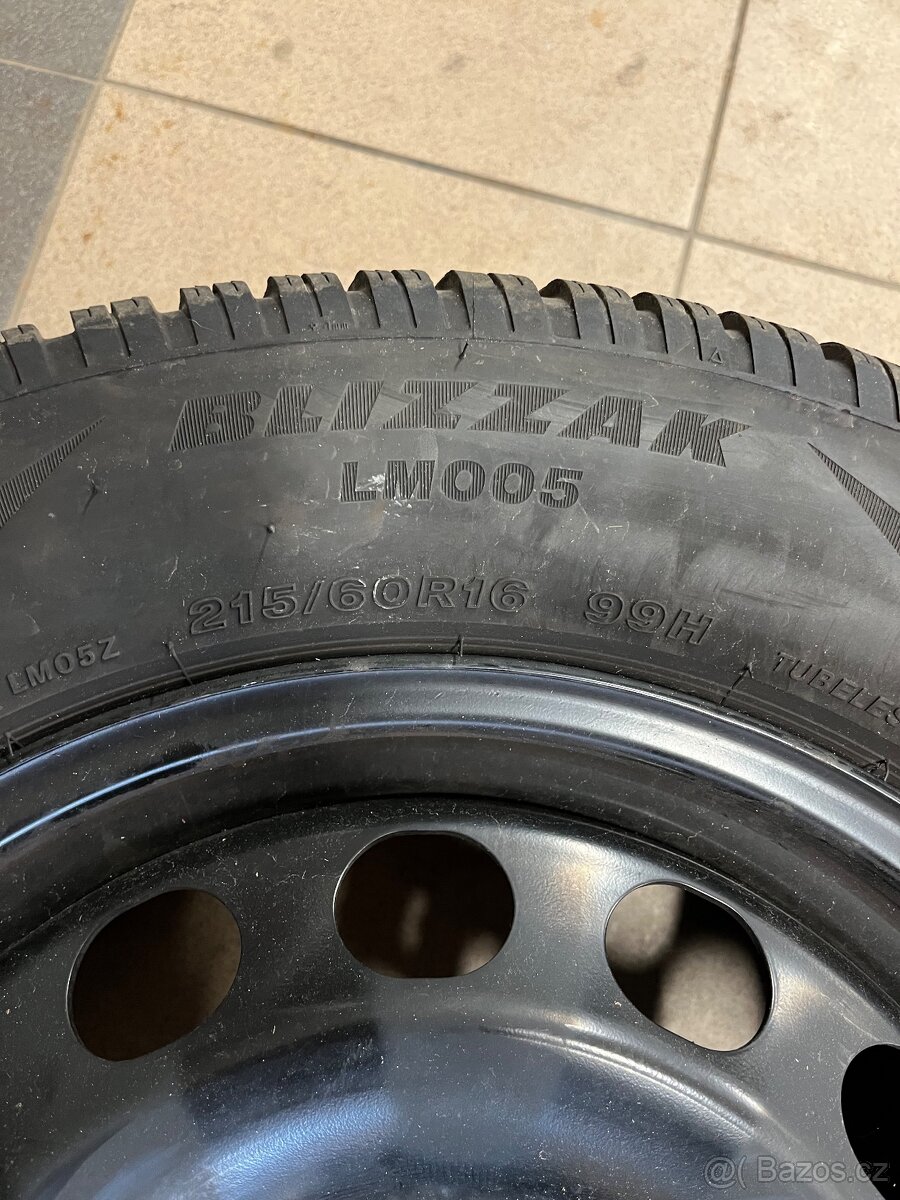 BLIZZAK
LM005
215/60R16 99H
LM05Z
TUBELES
@( Bazos.cz